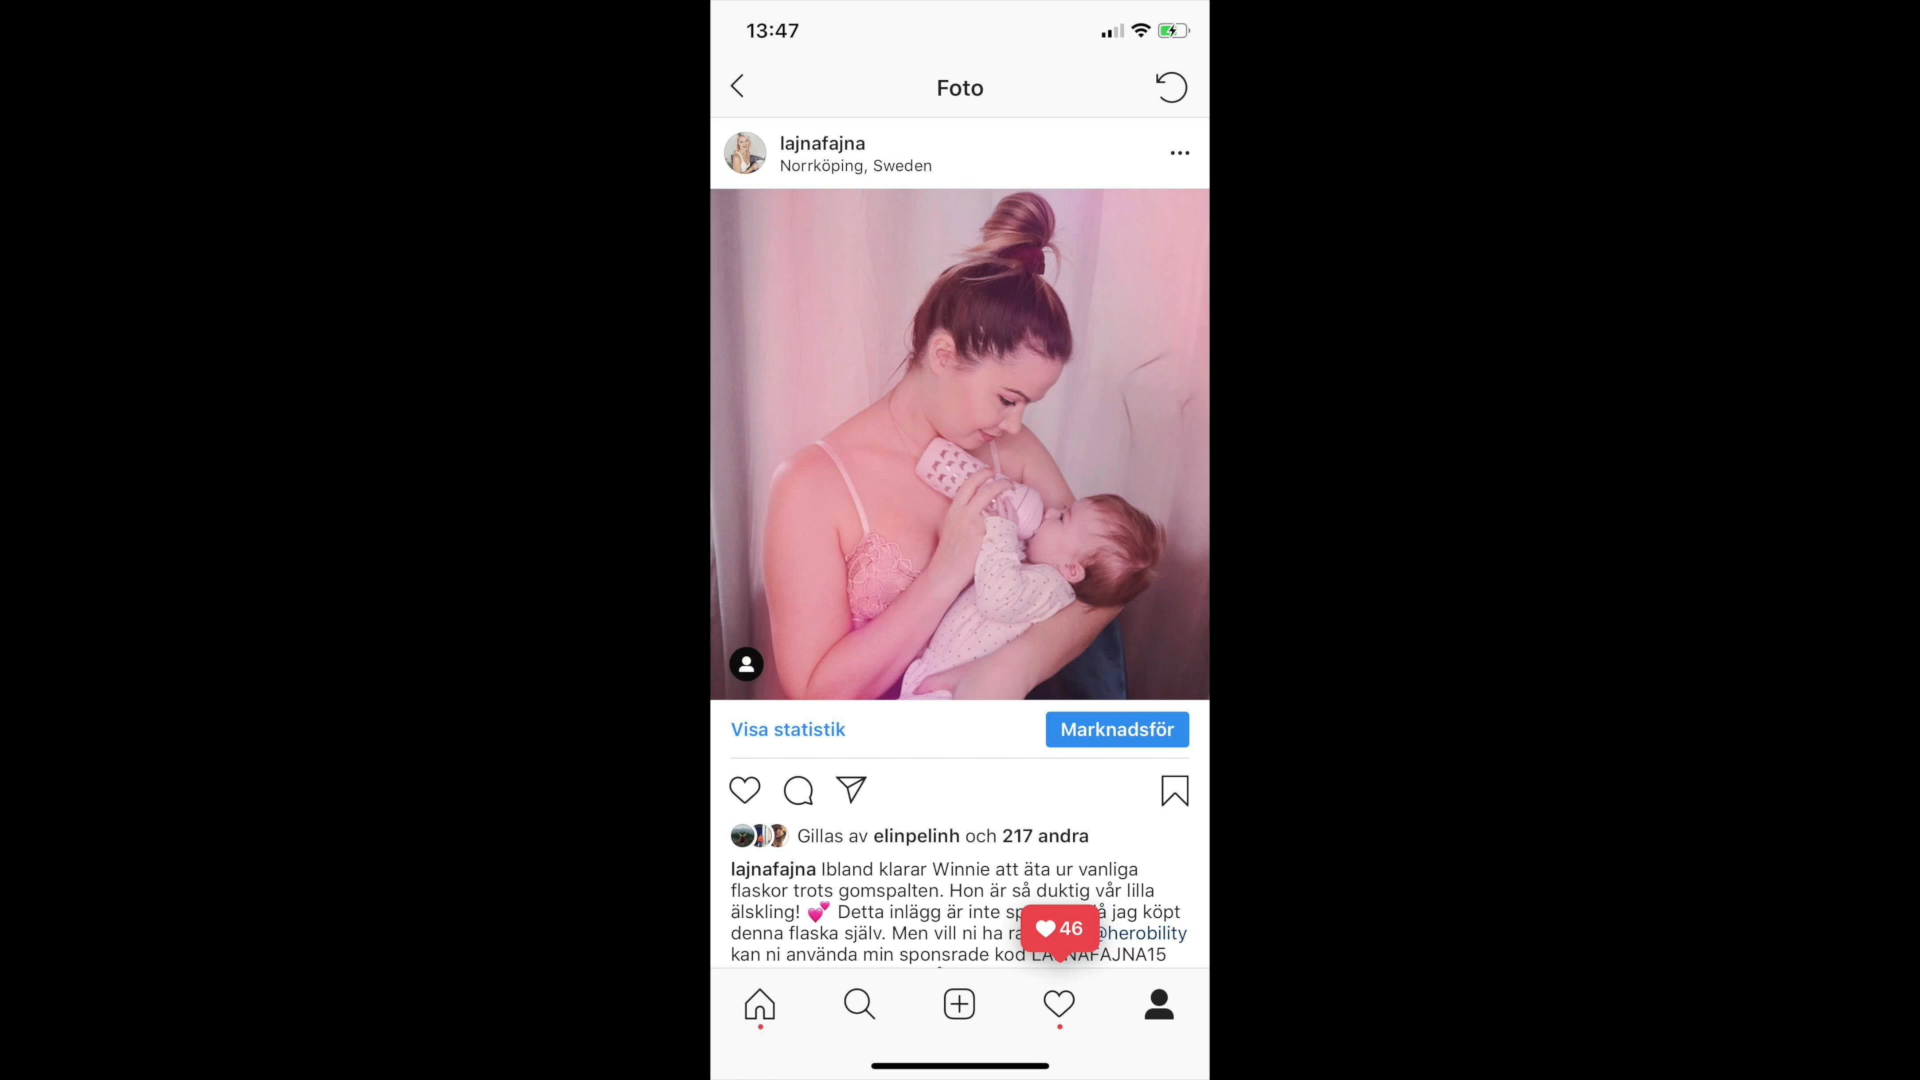 13:47
Foto
lajnafajna
Norrköping, Sweden
Visa statistik
Marknadsför
Gillas av elinpelinh och 217 andra
lajnafajna Ibland klarar Winnie att äta ur vanliga
flaskor trots gomspalten. Hon är så duktig vår lilla
älskling! 💕 Detta inlägg är inte jag köpt
denna flaska själv. Men vill ni ha @herobility
kan ni använda min sponsrade kod LAJNAFAJNA15
46